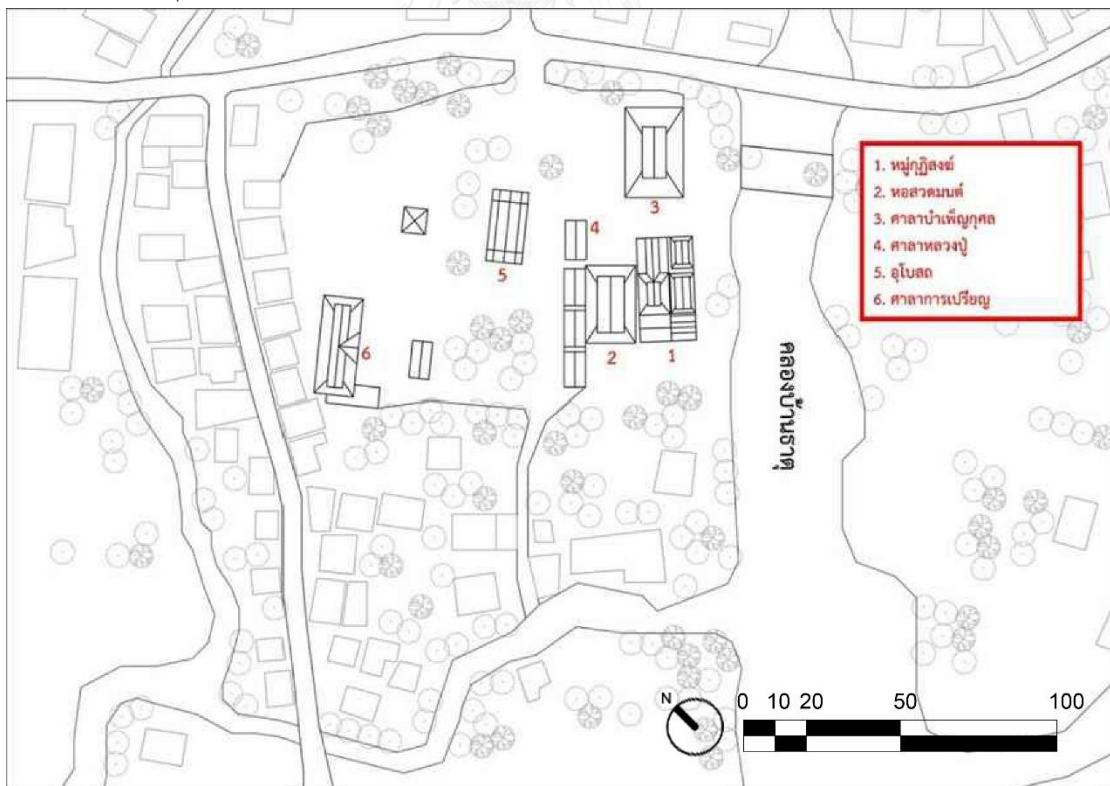 1. หมู่กุฏิสงฆ์
2. หอสวดมนต์
3. ศาลาบำเพ็ญกุศล
4. ศาลาหลวงปู่
5. อุโบสถ
6. ศาลาการเปรียญ
3
4
5
6
2
1
คลองบ้านธาตุ
N
0 10 20 50 100